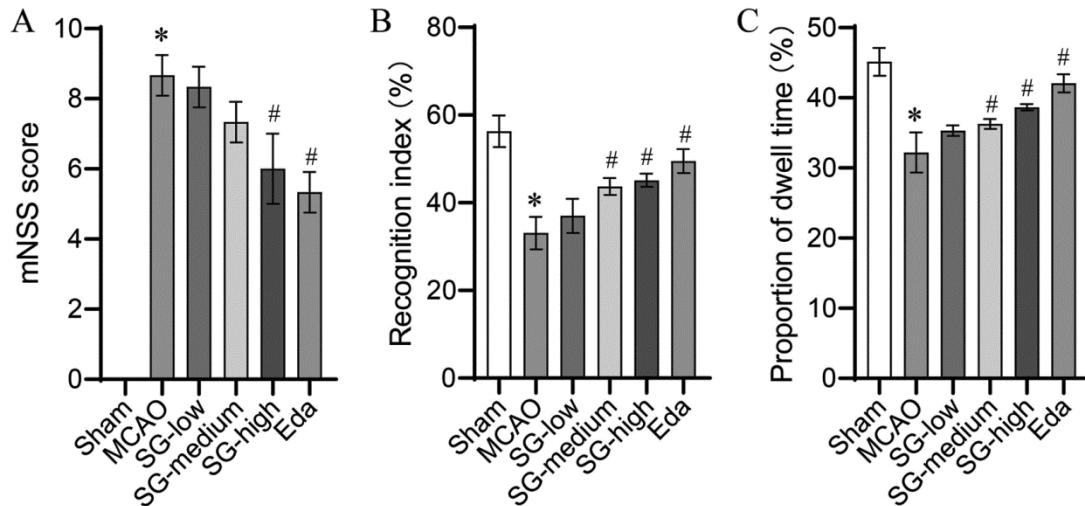 A
mNSS score
10
8
6
4
2
0
*
#
#
Sham
MCAO
SG-low
SG-medium
SG-high
Eda
B
Recognition index (%)
80
60
40
20
0
*
#
#
#
Sham
MCAO
SG-low
SG-medium
SG-high
Eda
C
Proportion of dwell time (%)
50
40
30
20
10
0
*
#
#
#
Sham
MCAO
SG-low
SG-medium
SG-high
Eda